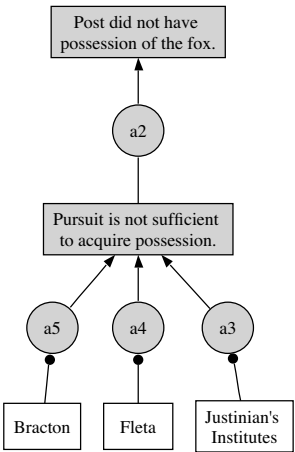 Post did not have
possession of the fox.
a2
Pursuit is not sufficient
to acquire possession.
a5
a4
a3
Bracton
Fleta
Justinian's
Institutes